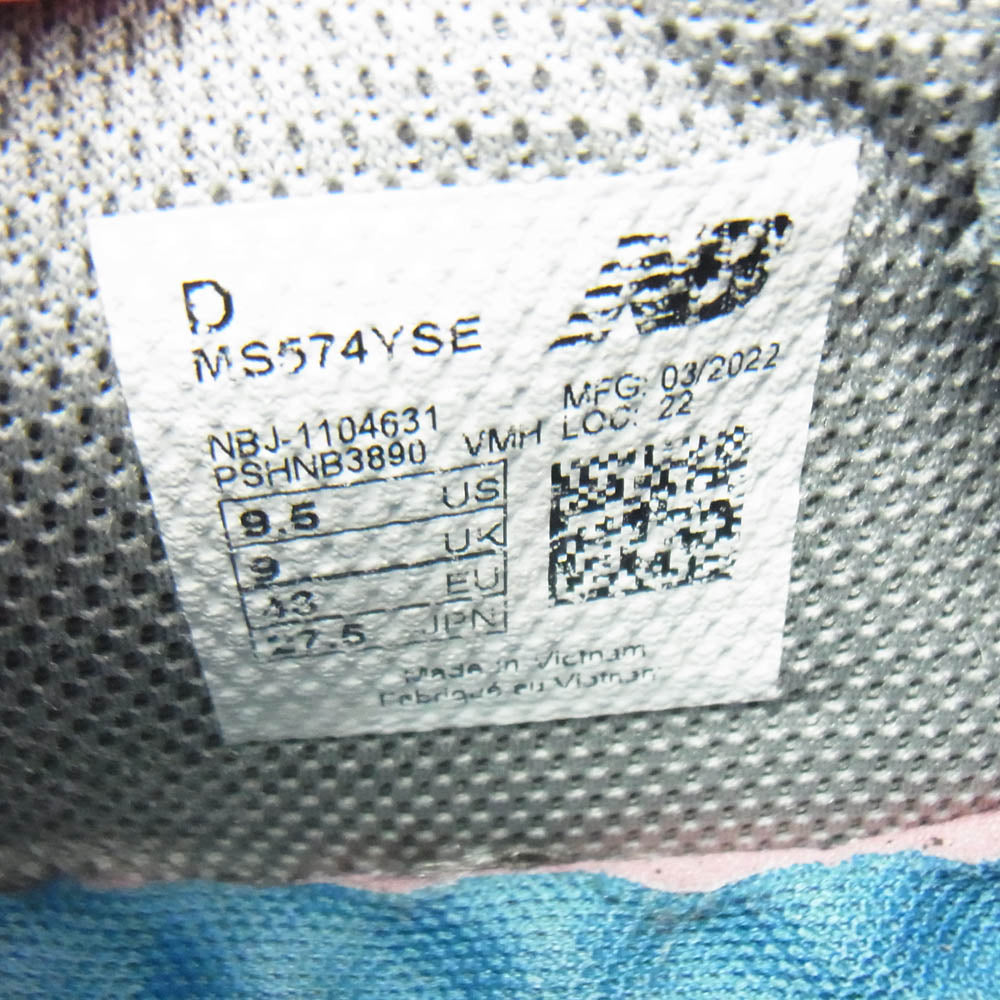 D
MS574YSE
NB
MFG: 03/2022
LOC: 22
NBJ-1104631
PSHNB3890 VMH
9.5 US
9 UK
43 EU
27.5 JPN
Made in Vietnam
Fabriqué au Vietnam